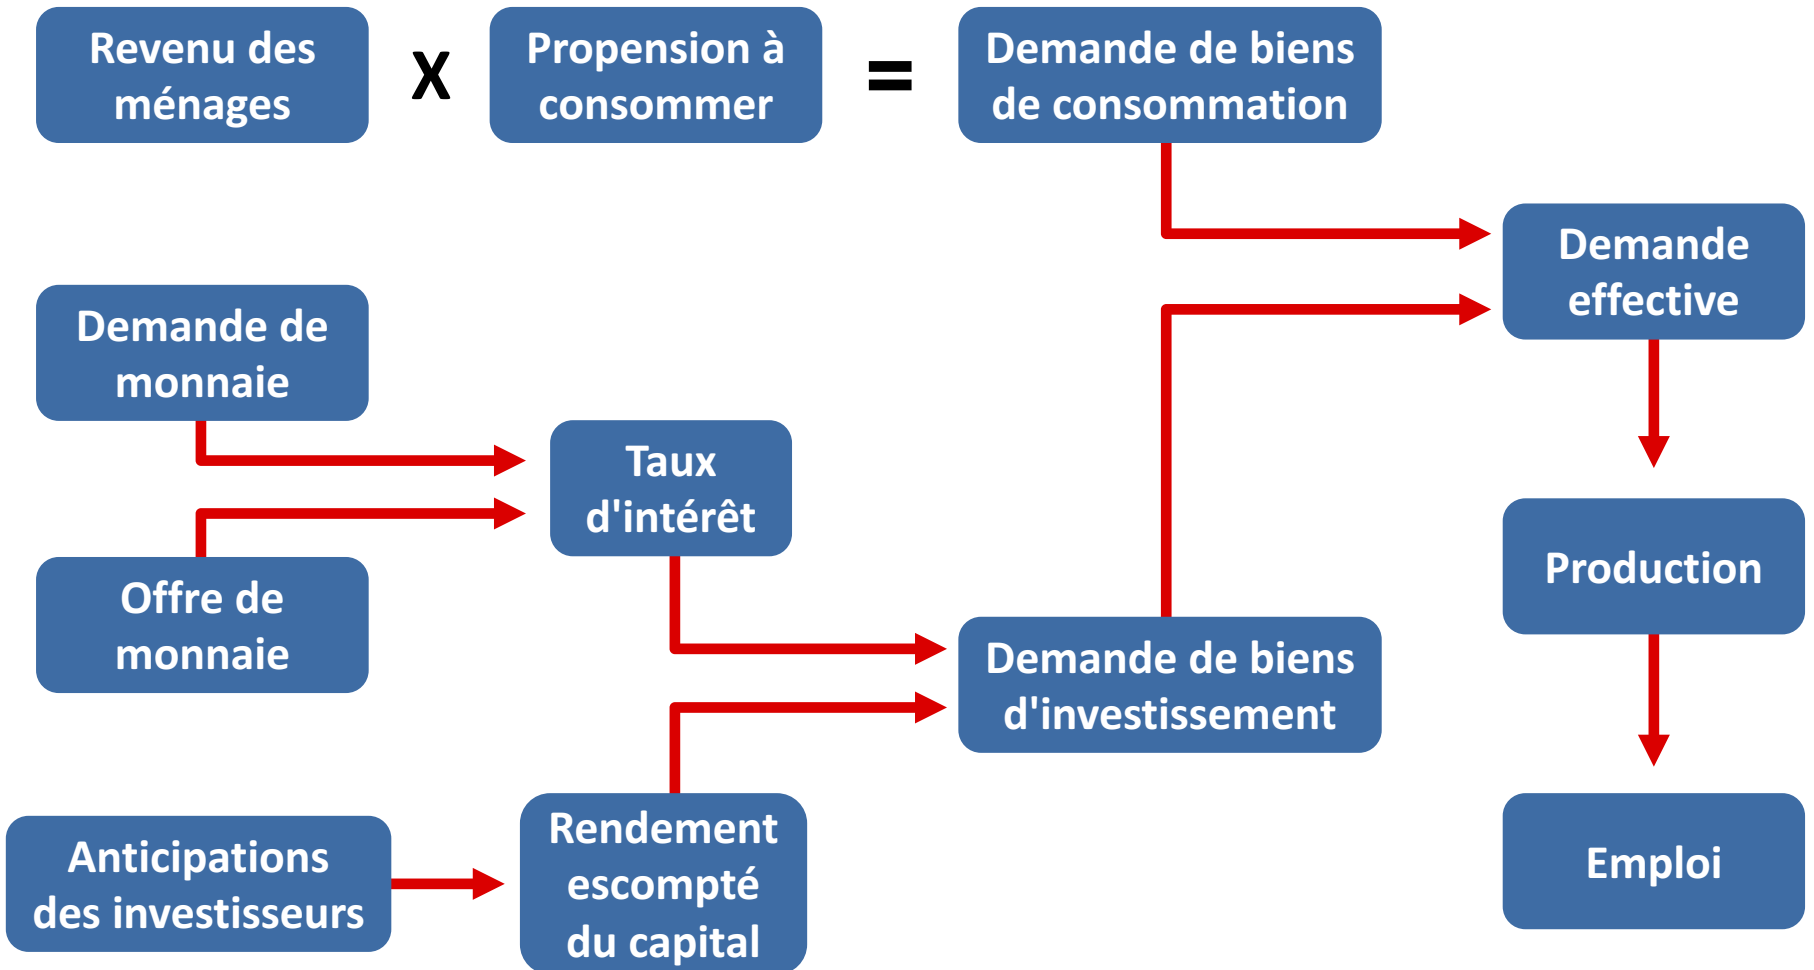 Revenu des
ménages
X
Propension à
consommer
=
Demande de biens
de consommation
Demande
effective
Demande de
monnaie
Taux
d'intérêt
Offre de
monnaie
Production
Demande de biens
d'investissement
Anticipations
des investisseurs
Rendement
escompté
du capital
Emploi